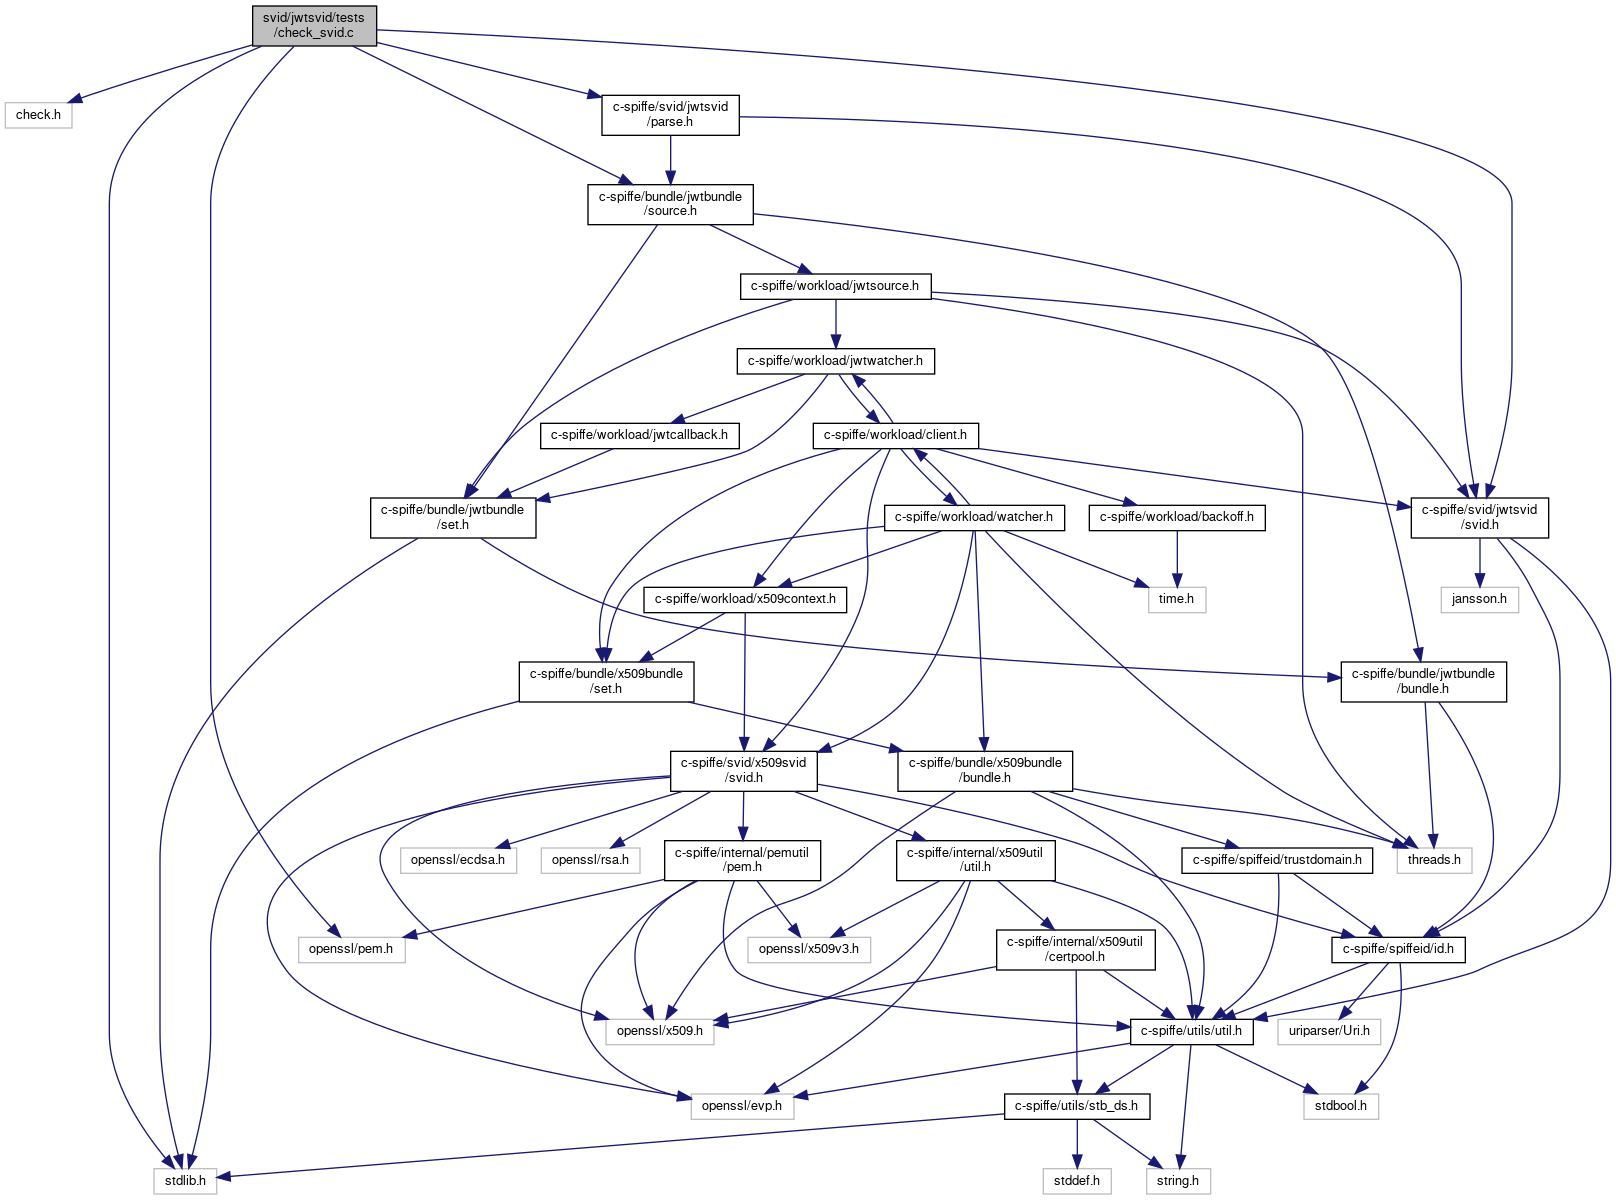 svid/jwtsvid/tests
/check_svid.c
check.h
c-spiffe/svid/jwtsvid
/parse.h
c-spiffe/bundle/jwtbundle
/source.h
c-spiffe/workload/jwtsource.h
c-spiffe/workload/jwtwatcher.h
c-spiffe/workload/jwtcallback.h
c-spiffe/workload/client.h
c-spiffe/bundle/jwtbundle
/set.h
c-spiffe/workload/watcher.h
c-spiffe/workload/backoff.h
c-spiffe/svid/jwtsvid
/svid.h
c-spiffe/workload/x509context.h
time.h
jansson.h
c-spiffe/bundle/x509bundle
/set.h
c-spiffe/bundle/jwtbundle
/bundle.h
c-spiffe/svid/x509svid
/svid.h
c-spiffe/bundle/x509bundle
/bundle.h
openssl/ecdsa.h
openssl/rsa.h
c-spiffe/internal/pemutil
/pem.h
c-spiffe/internal/x509util
/util.h
c-spiffe/spiffeid/trustdomain.h
threads.h
openssl/pem.h
openssl/x509v3.h
c-spiffe/internal/x509util
/certpool.h
c-spiffe/spiffeid/id.h
openssl/x509.h
c-spiffe/utils/util.h
uriparser/Uri.h
openssl/evp.h
c-spiffe/utils/stb_ds.h
stdbool.h
stdlib.h
stddef.h
string.h